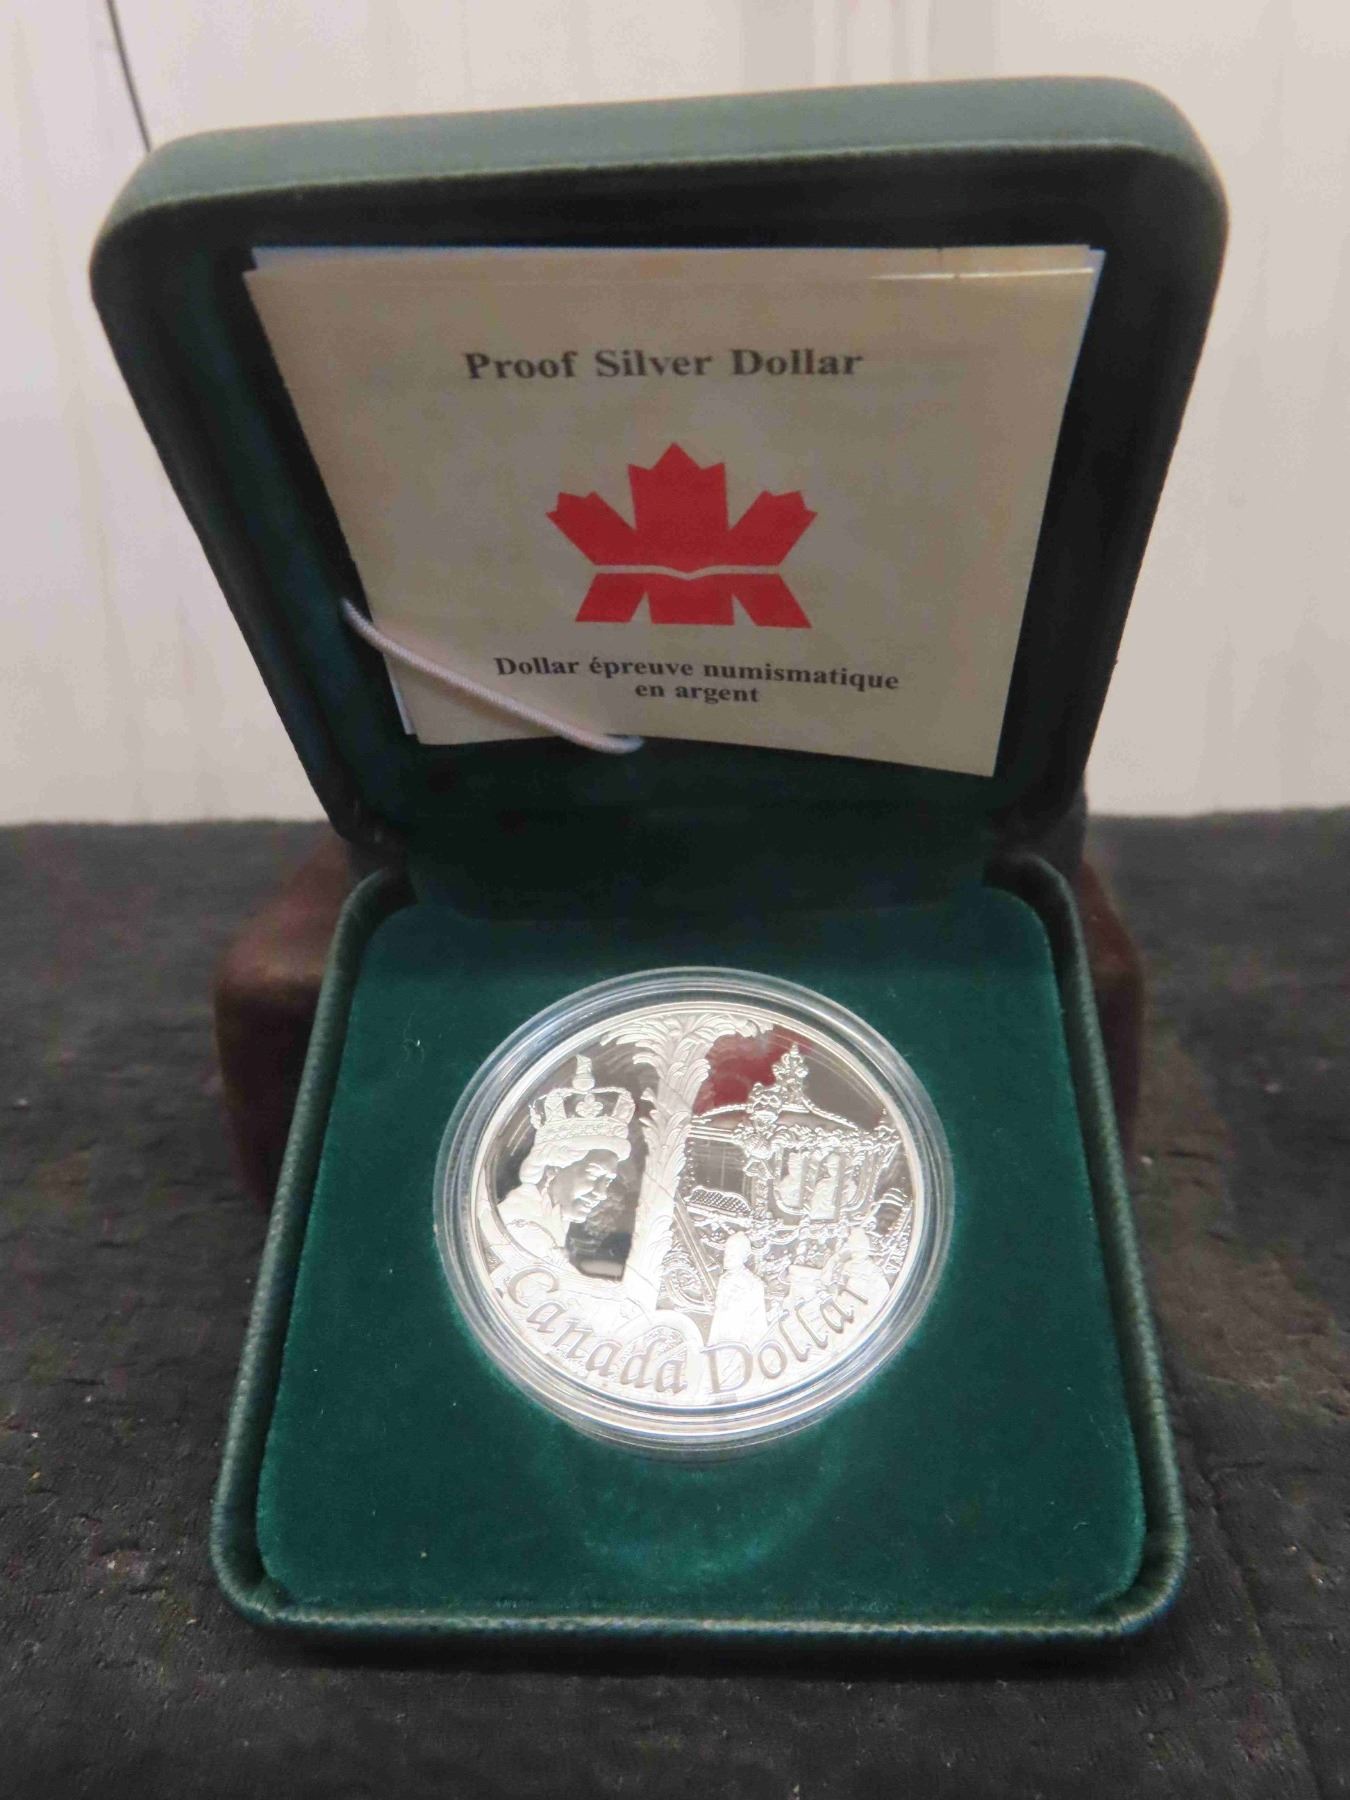 Proof Silver Dollar
Dollar épreuve numismatique
en argent
Canada Dollar